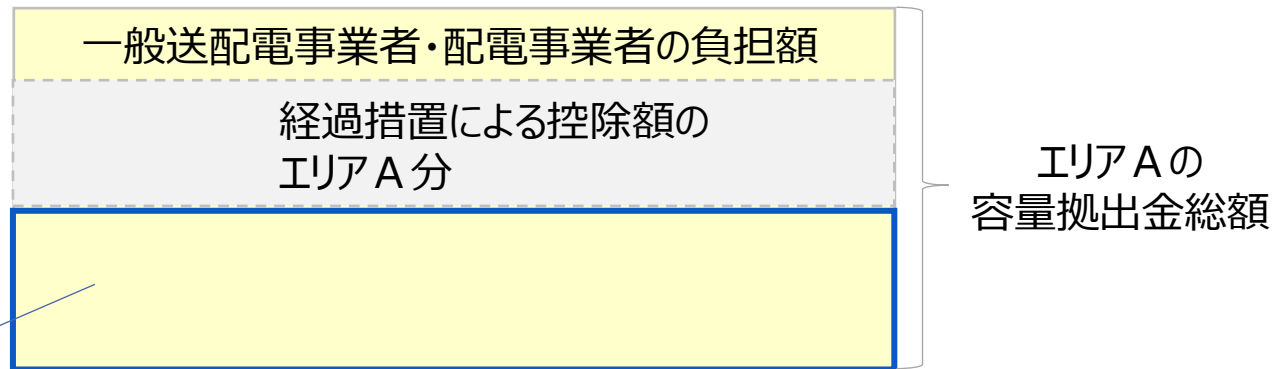 一般送配電事業者・配電事業者の負担額
経過措置による控除額の
エリアA分
エリアAの
容量拠出金総額